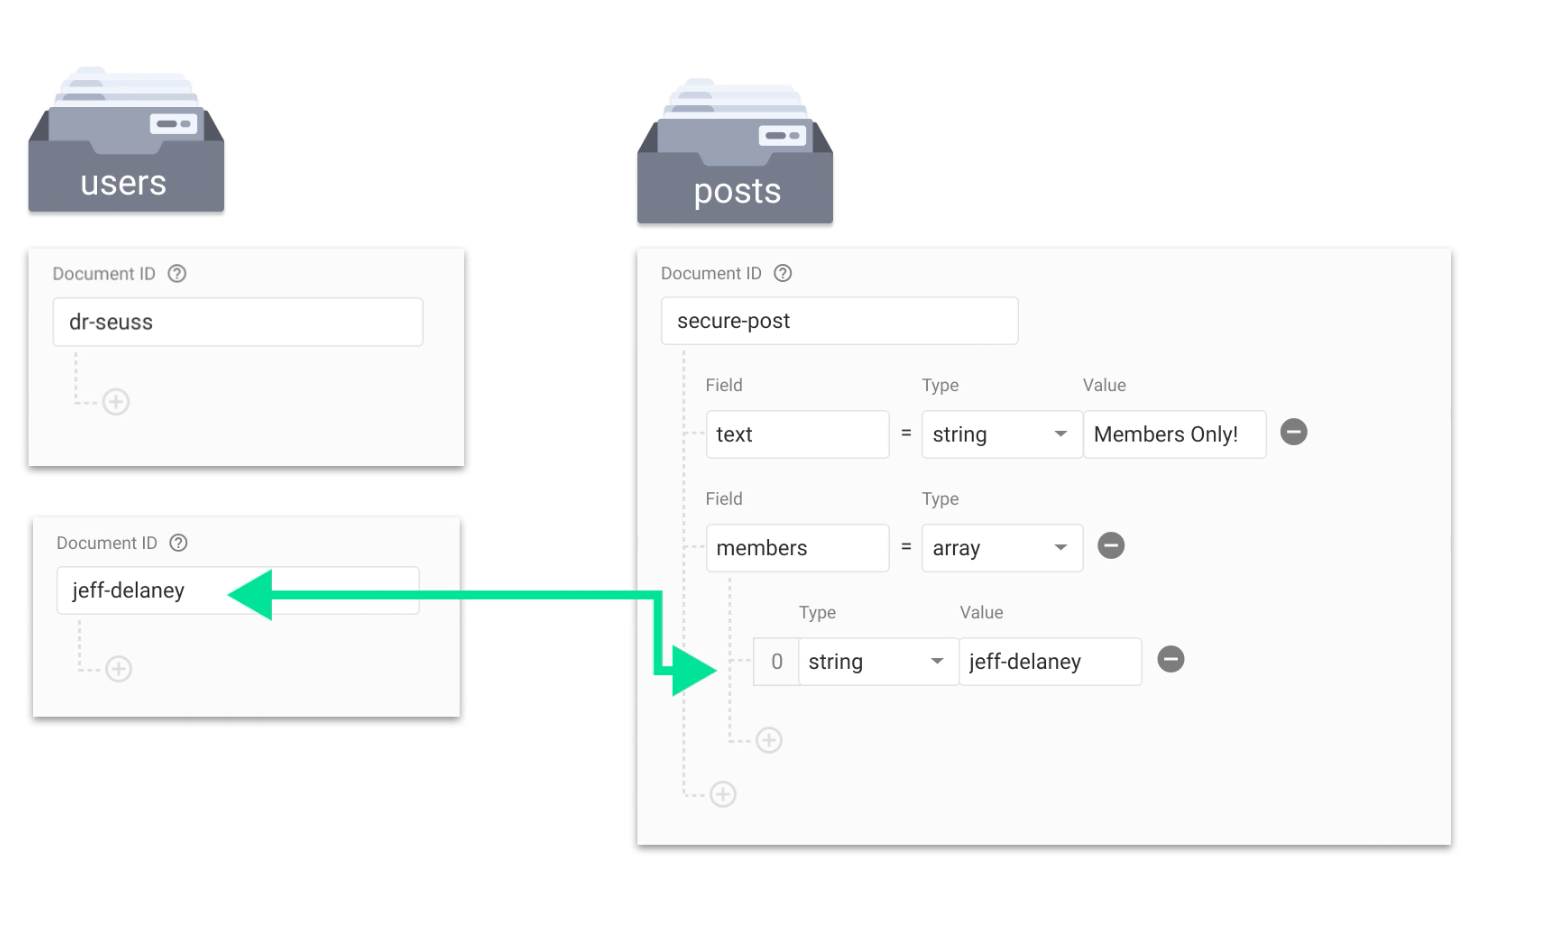 users
posts
Document ID ?
dr-seuss
Document ID ?
jeff-delaney
Document ID ?
secure-post
Field Type Value
text = string Members Only!
Field Type
members = array
Type Value
0 string jeff-delaney